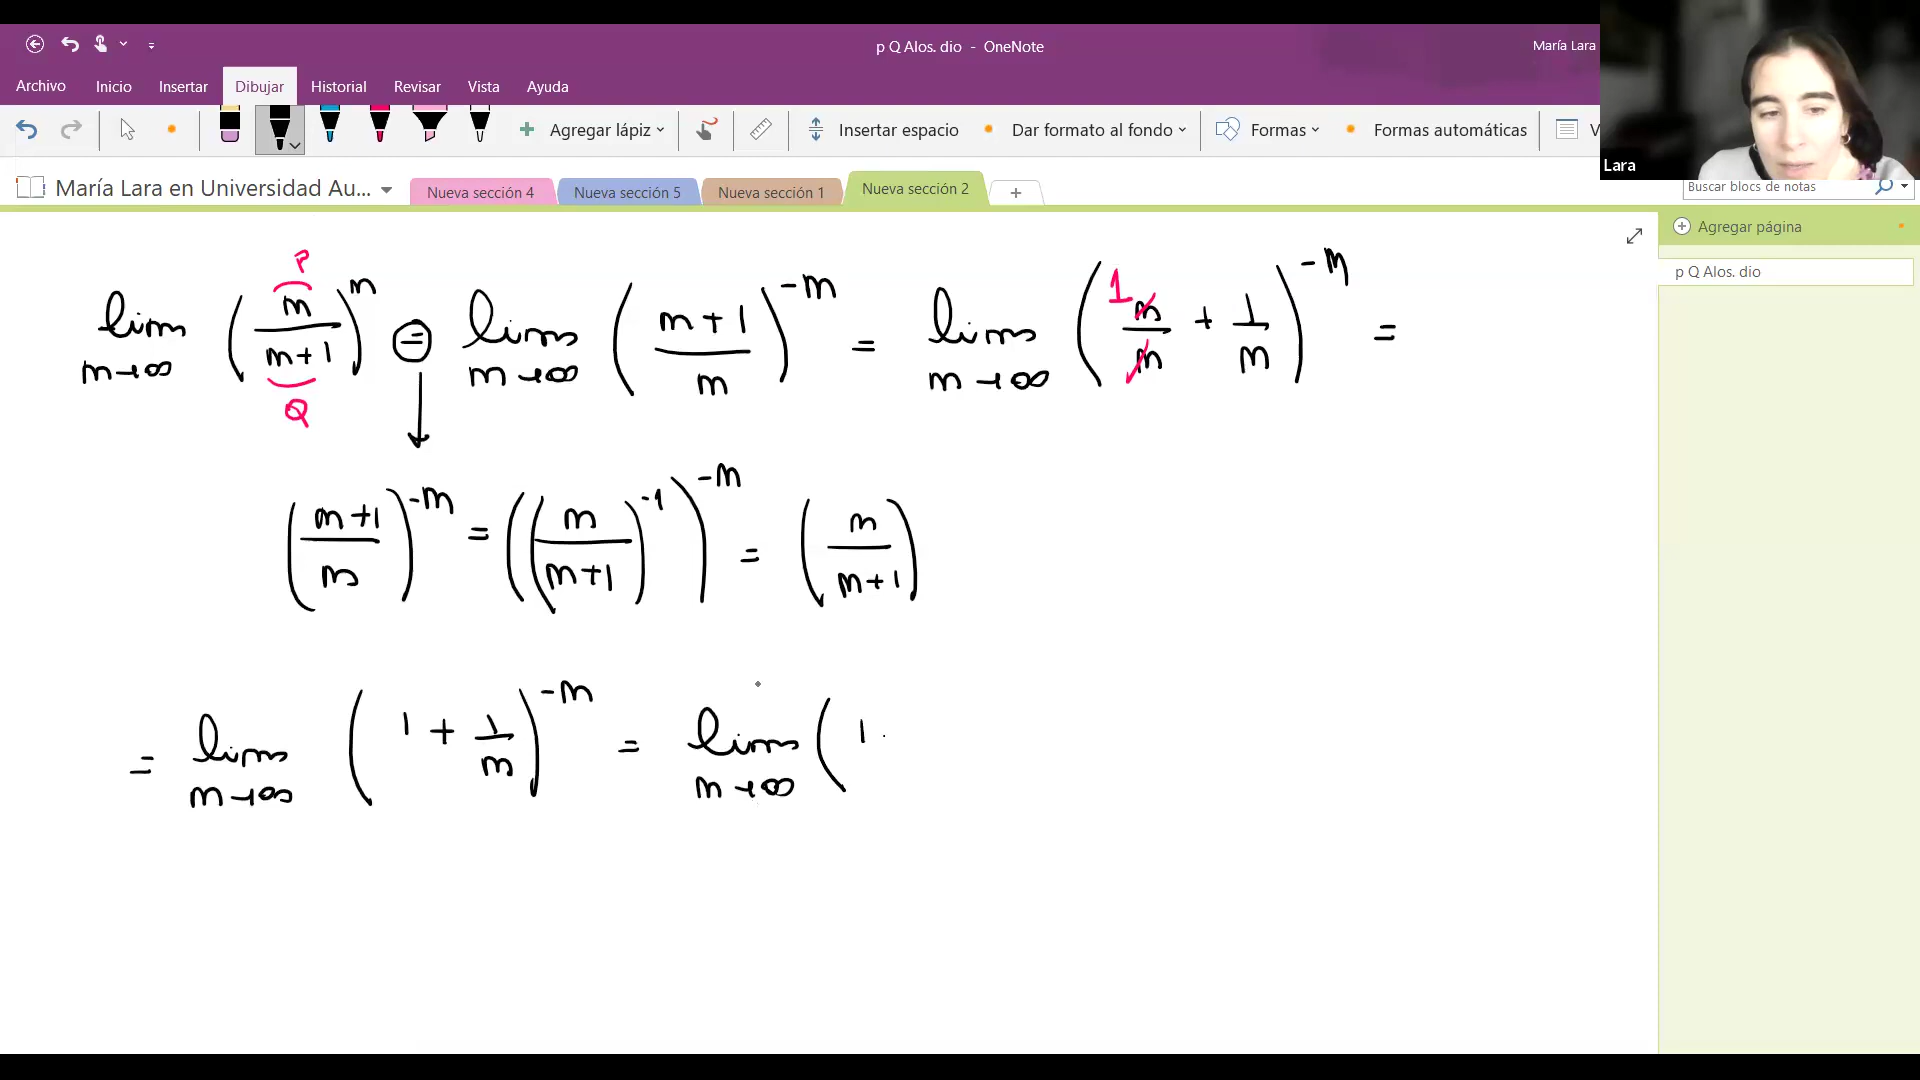 p Q Alos. dio - OneNote
María Lara
Archivo Inicio Insertar Dibujar Historial Revisar Vista Ayuda
Agregar lápiz Insertar espacio Dar formato al fondo Formas Formas automáticas V
Lara
María Lara en Universidad Au... Nueva sección 4 Nueva sección 5 Nueva sección 1 Nueva sección 2 +
Buscar blocs de notas
Agregar página
p Q Alos. dio
P
lim n→∞ (n/(n+1))^n = lim n→∞ ((n+1)/n)^-n = lim n→∞ (n/n + 1/n)^-n =
1
Q
((n+1)/n)^-n = ((n/(n+1))^-1)^-n = (n/(n+1))
= lim n→∞ (1 + 1/n)^-n = lim n→∞ (1